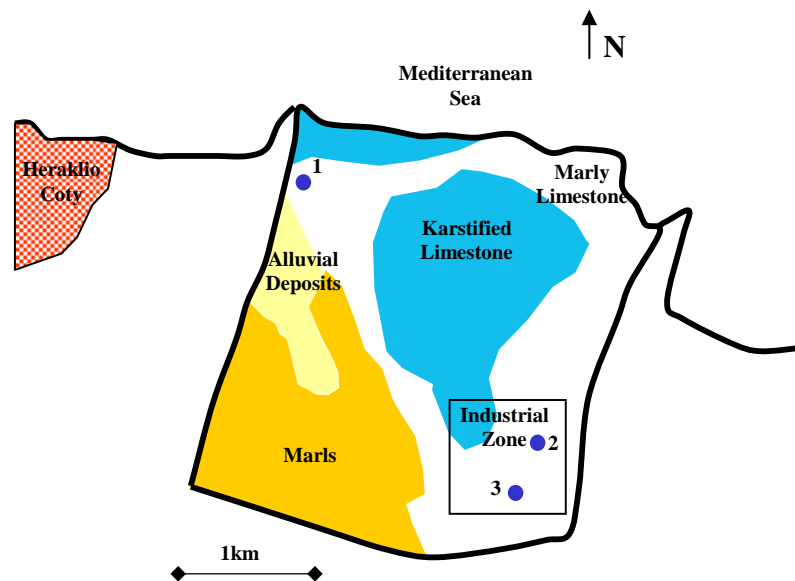 N
Mediterranean
Sea
Heraklio
Coty
1
Marly
Limestone
Karstified
Limestone
Alluvial
Deposits
Industrial
Zone
2
Marls
3
1km